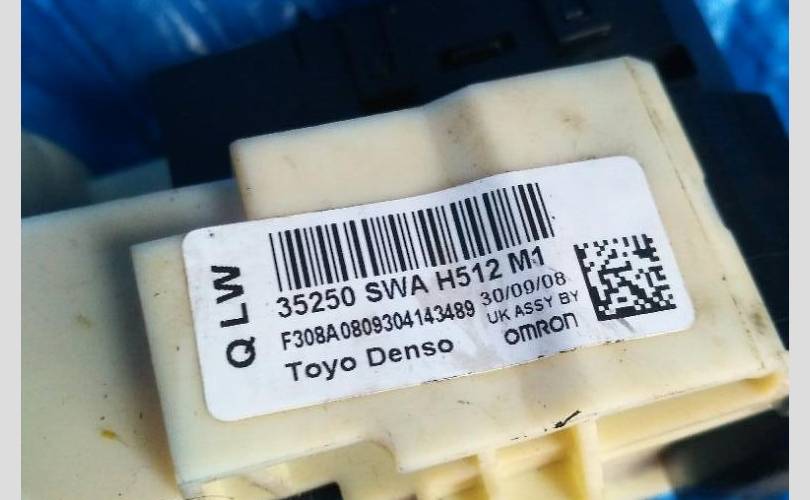 Q LW
35250 SWA H512 M1
F308A0809304143489
30/09/08
UK ASSY BY
Toyo Denso
OMRON